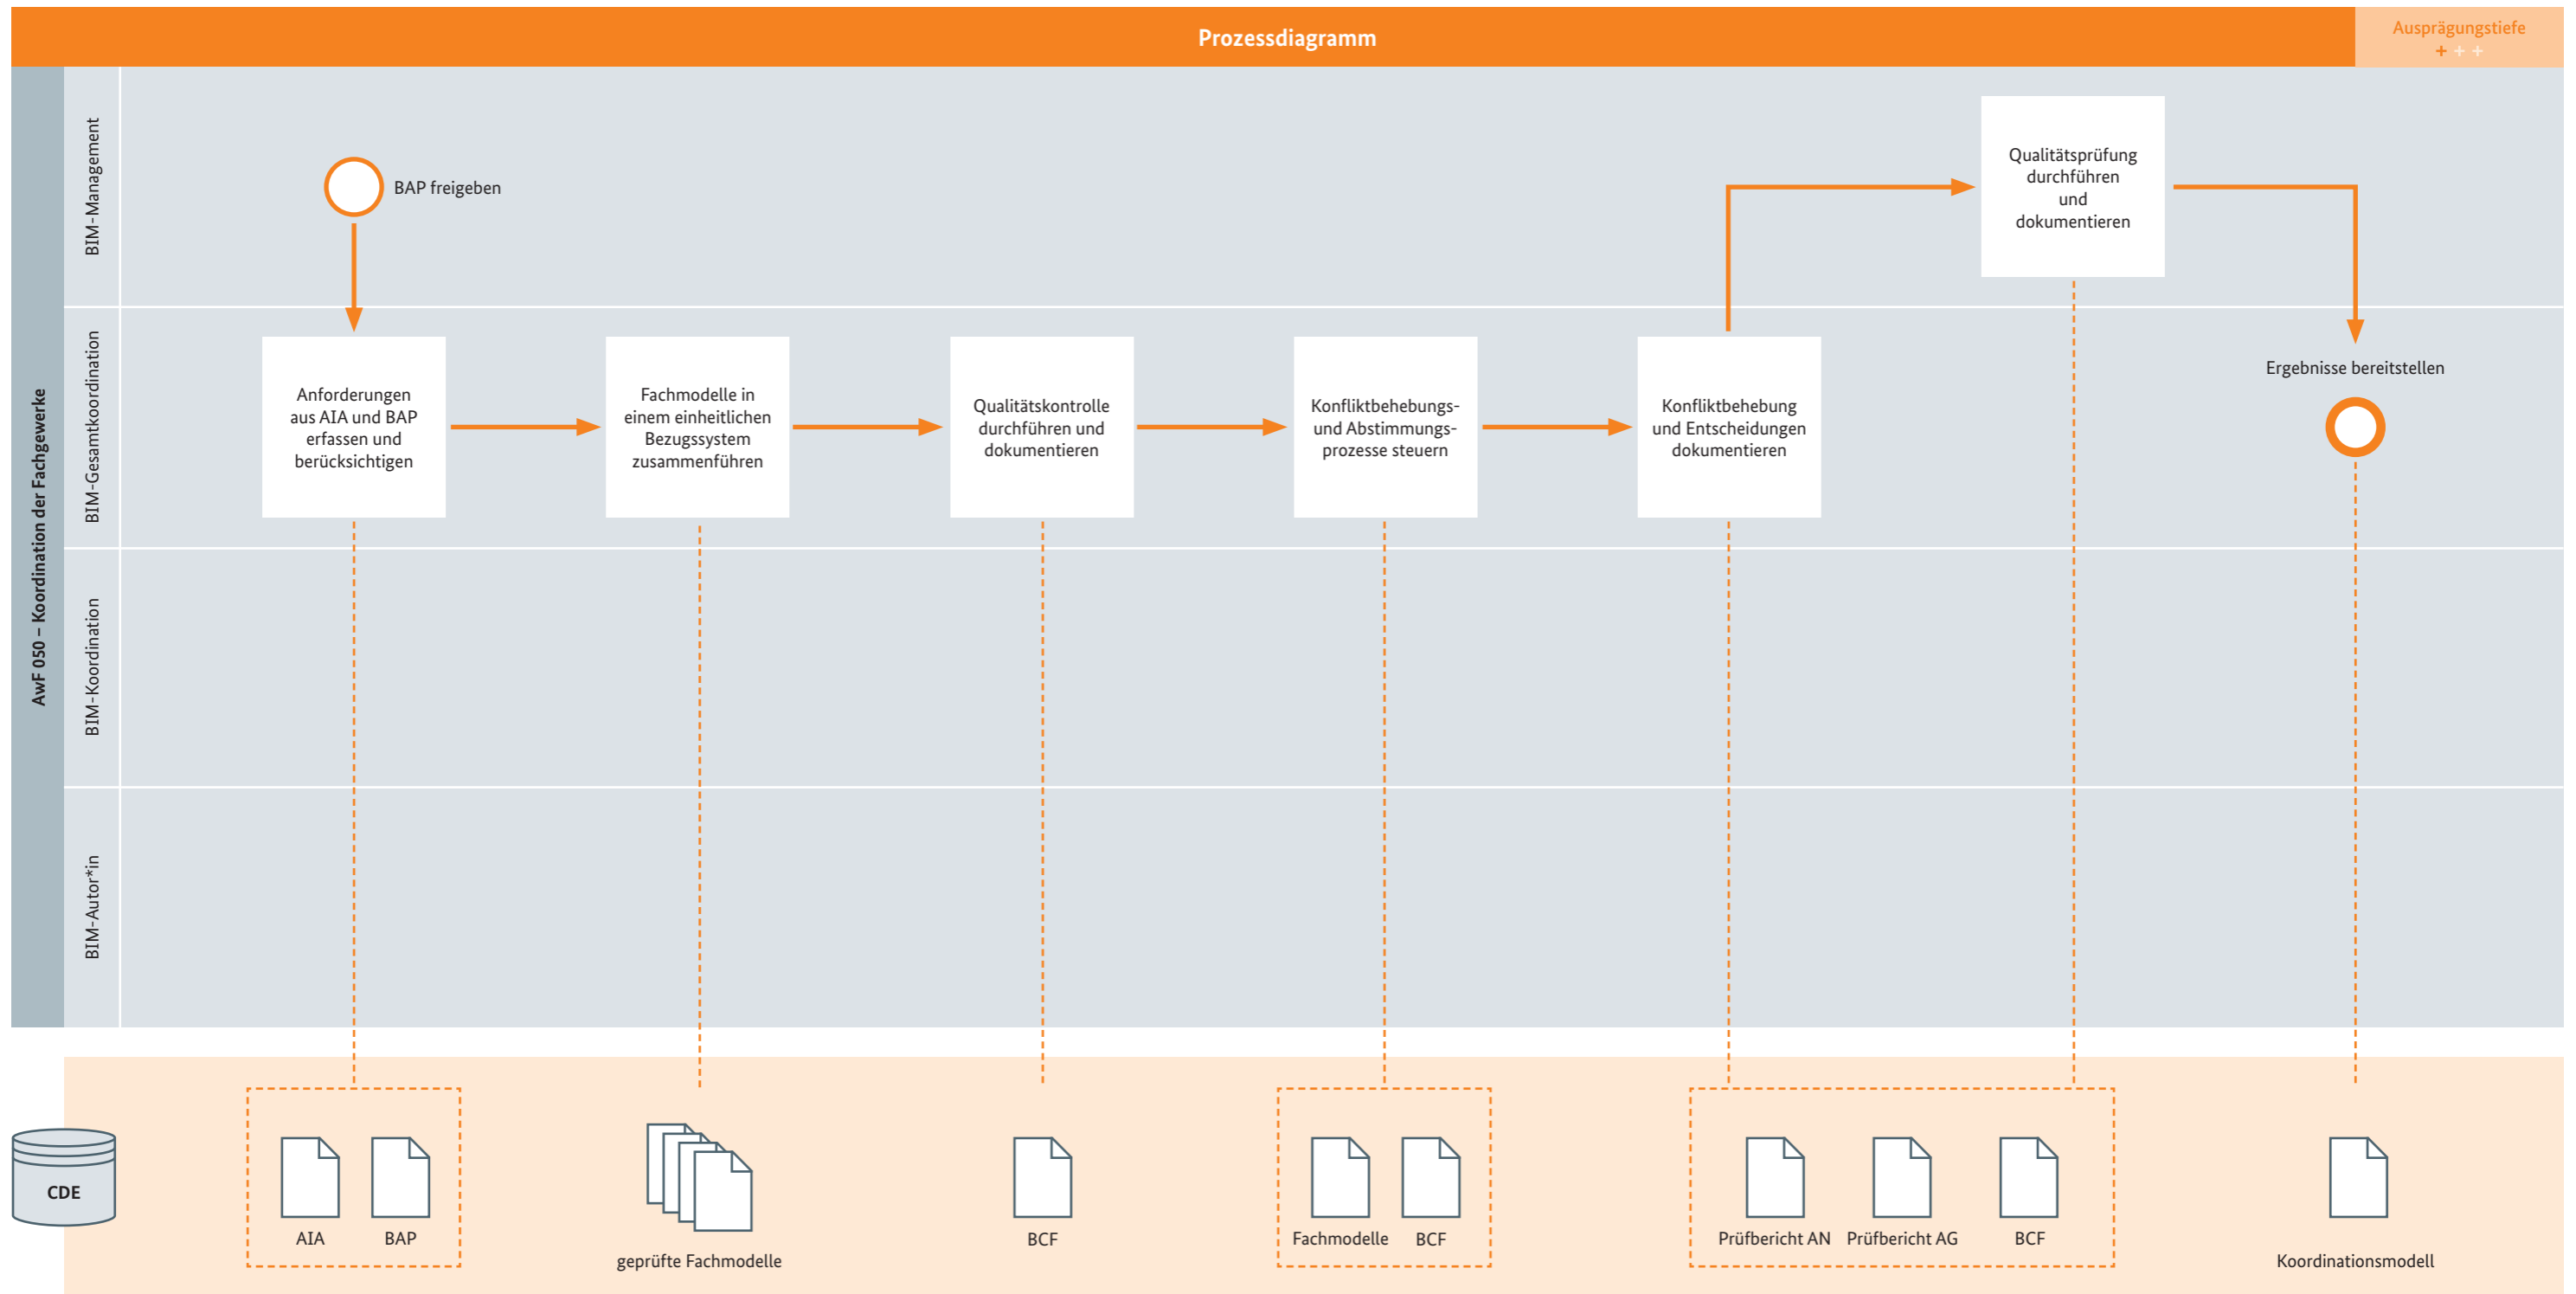 Prozessdiagramm
Ausprägungstiefe
+ + +
AwF 050 – Koordination der Fachgewerke
BIM-Management
BAP freigeben
Qualitätsprüfung
durchführen
und
dokumentieren
BIM-Gesamtkoordination
Anforderungen
aus AIA und BAP
erfassen und
berücksichtigen
Fachmodelle in
einem einheitlichen
Bezugssystem
zusammenführen
Qualitätskontrolle
durchführen und
dokumentieren
Konfliktbehebungs-
und Abstimmungs-
prozesse steuern
Konfliktbehebung
und Entscheidungen
dokumentieren
Ergebnisse bereitstellen
BIM-Koordination
BIM-Autor*in
CDE
AIA
BAP
geprüfte Fachmodelle
BCF
Fachmodelle
BCF
Prüfbericht AN
Prüfbericht AG
BCF
Koordinationsmodell